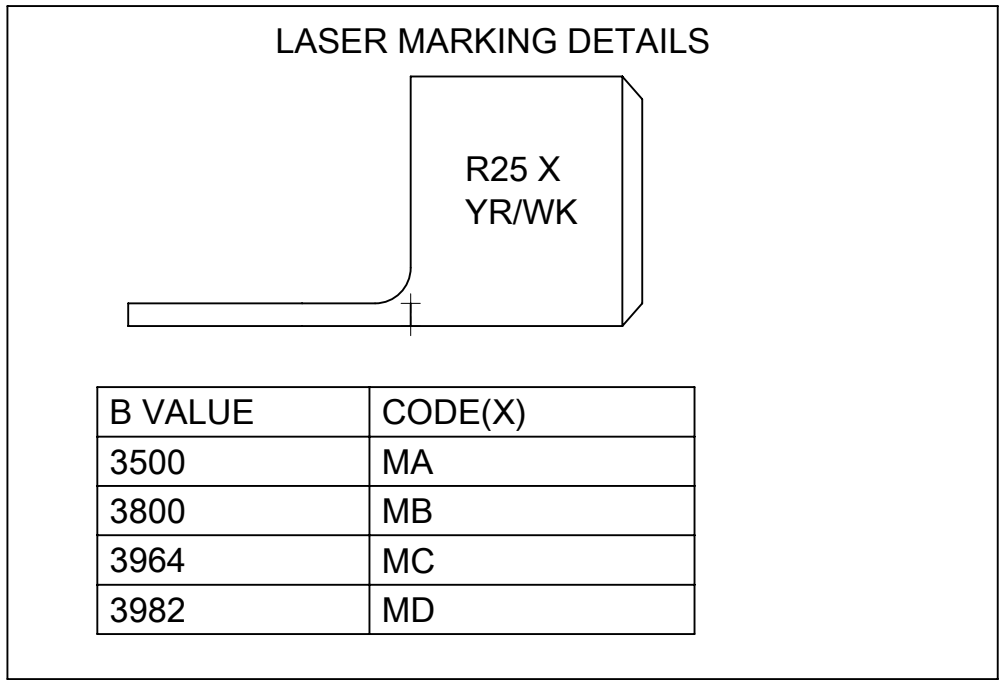 LASER MARKING DETAILS
R25 X
YR/WK
B VALUE CODE(X)
3500 MA
3800 MB
3964 MC
3982 MD